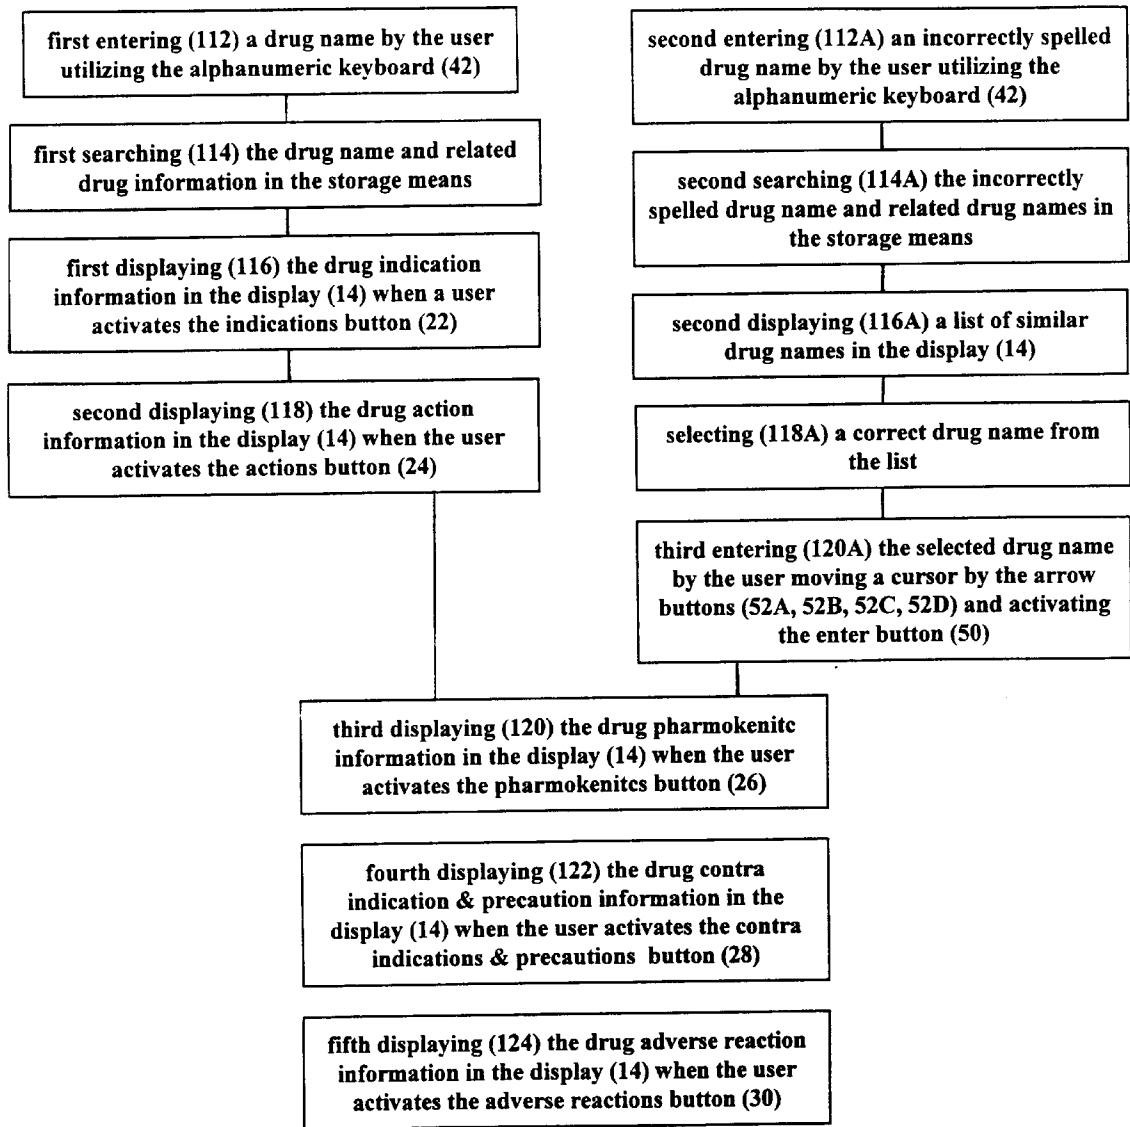 first entering (112) a drug name by the user
utilizing the alphanumeric keyboard (42)
first searching (114) the drug name and related
drug information in the storage means
first displaying (116) the drug indication
information in the display (14) when a user
activates the indications button (22)
second displaying (118) the drug action
information in the display (14) when the user
activates the actions button (24)
second entering (112A) an incorrectly spelled
drug name by the user utilizing the
alphanumeric keyboard (42)
second searching (114A) the incorrectly
spelled drug name and related drug names in
the storage means
second displaying (116A) a list of similar
drug names in the display (14)
selecting (118A) a correct drug name from
the list
third entering (120A) the selected drug name
by the user moving a cursor by the arrow
buttons (52A, 52B, 52C, 52D) and activating
the enter button (50)
third displaying (120) the drug pharmokenitc
information in the display (14) when the user
activates the pharmokenitcs button (26)
fourth displaying (122) the drug contra
indication & precaution information in the
display (14) when the user activates the contra
indications & precautions button (28)
fifth displaying (124) the drug adverse reaction
information in the display (14) when the user
activates the adverse reactions button (30)